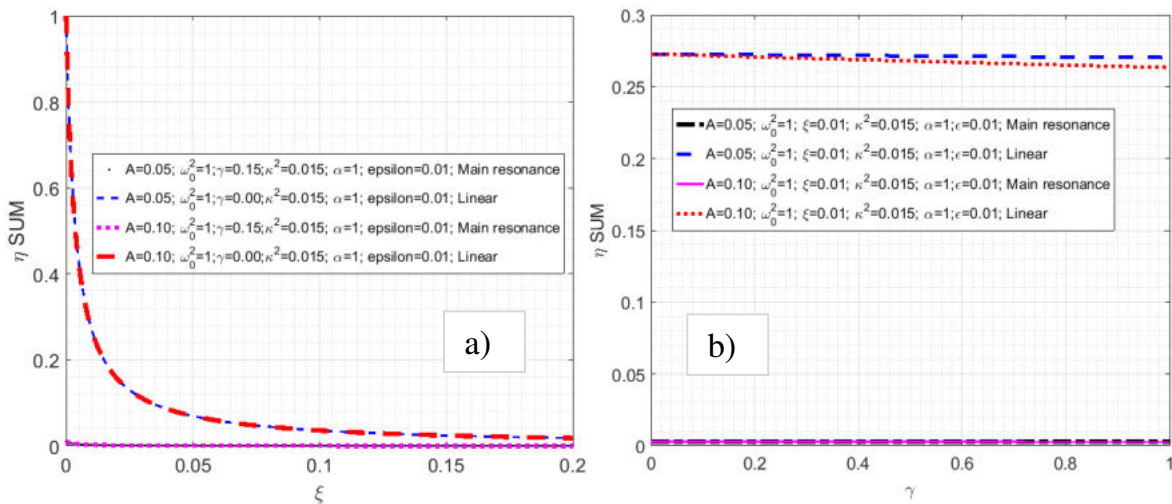 1
0.8
0.6
0.4
0.2
0
η SUM
A=0.05; ω₀²=1;γ=0.15;κ²=0.015; α=1; epsilon=0.01; Main resonance
A=0.05; ω₀²=1;γ=0.00;κ²=0.015; α=1; epsilon=0.01; Linear
A=0.10; ω₀²=1;γ=0.15;κ²=0.015; α=1; epsilon=0.01; Main resonance
A=0.10; ω₀²=1;γ=0.00;κ²=0.015; α=1; epsilon=0.01; Linear
a)
0 0.05 0.1 0.15 0.2
ξ
0.3
0.25
0.2
0.15
0.1
0.05
0
η SUM
A=0.05; ω₀²=1; ξ=0.01; κ²=0.015; α=1;ϵ=0.01; Main resonance
A=0.05; ω₀²=1; ξ=0.01; κ²=0.015; α=1;ϵ=0.01; Linear
A=0.10; ω₀²=1; ξ=0.01; κ²=0.015; α=1;ϵ=0.01; Main resonance
A=0.10; ω₀²=1; ξ=0.01; κ²=0.015; α=1;ϵ=0.01; Linear
b)
0 0.2 0.4 0.6 0.8 1
γ